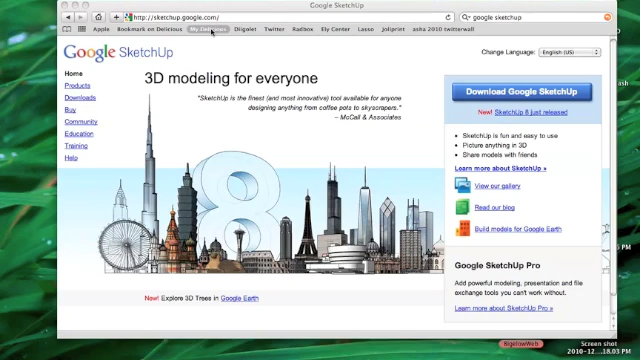 Google SketchUp
http://sketchup.google.com/
google sketchup
Apple Bookmark on Delicious My Delicious Diigolet Twitter Radbox Ely Center Lasso Joliprint asha 2010 twitterwall
Google SketchUp
Change Language: English (US)
Home
Products
Downloads
Buy
Community
Education
Training
Help
3D modeling for everyone
"SketchUp is the finest (and most innovative) tool available for anyone
designing anything from coffee pots to skyscrapers."
– McCall & Associates
8
New! Explore 3D Trees in Google Earth
Download Google SketchUp
New! SketchUp 8 just released
• SketchUp is fun and easy to use
• Picture anything in 3D
• Share models with friends
Learn more about SketchUp »
View our gallery
Read our blog
Build models for Google Earth
Google SketchUp Pro
Add powerful modeling, presentation and file
exchange tools you can't work without.
Learn more about SketchUp Pro »
BigelowWeb
Screen shot
2010-12...18.03 PM